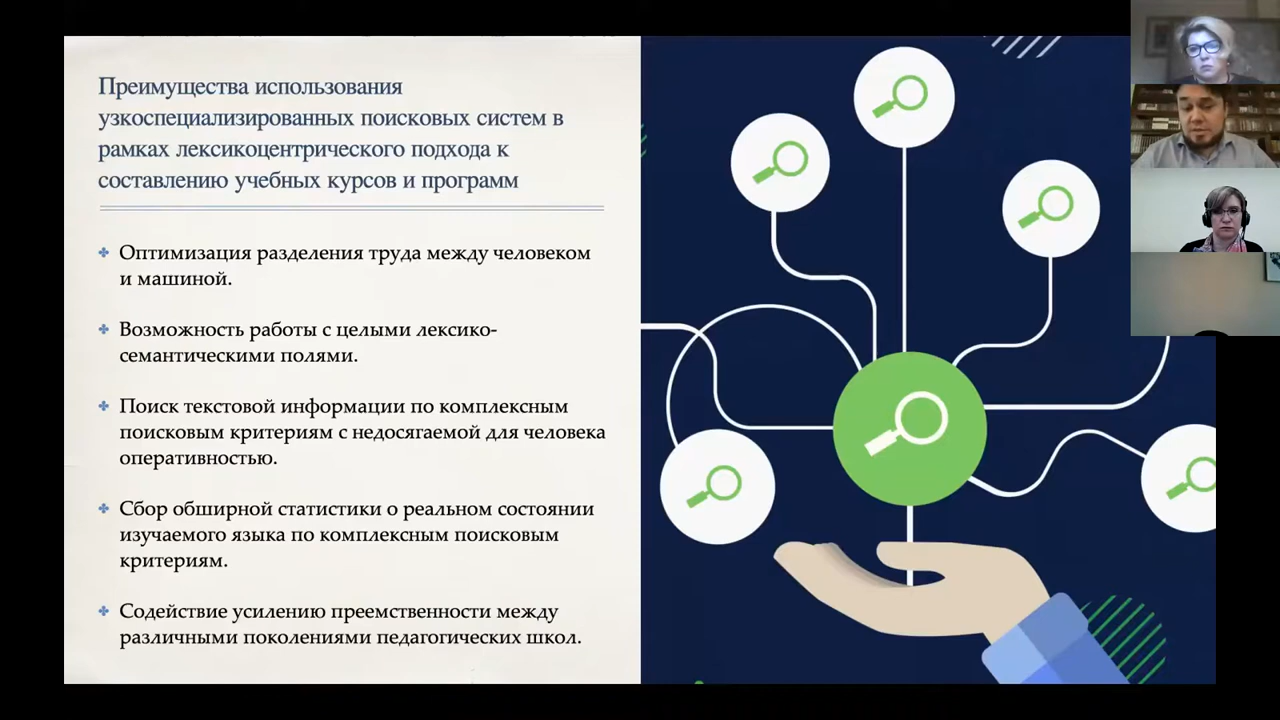 Преимущества использования
узкоспециализированных поисковых систем в
рамках лексикоцентрического подхода к
составлению учебных курсов и программ
Оптимизация разделения труда между человеком
и машиной.
Возможность работы с целыми лексико-
семантическими полями.
Поиск текстовой информации по комплексным
поисковым критериям с недосягаемой для человека
оперативностью.
Сбор обширной статистики о реальном состоянии
изучаемого языка по комплексным поисковым
критериям.
Содействие усилению преемственности между
различными поколениями педагогических школ.